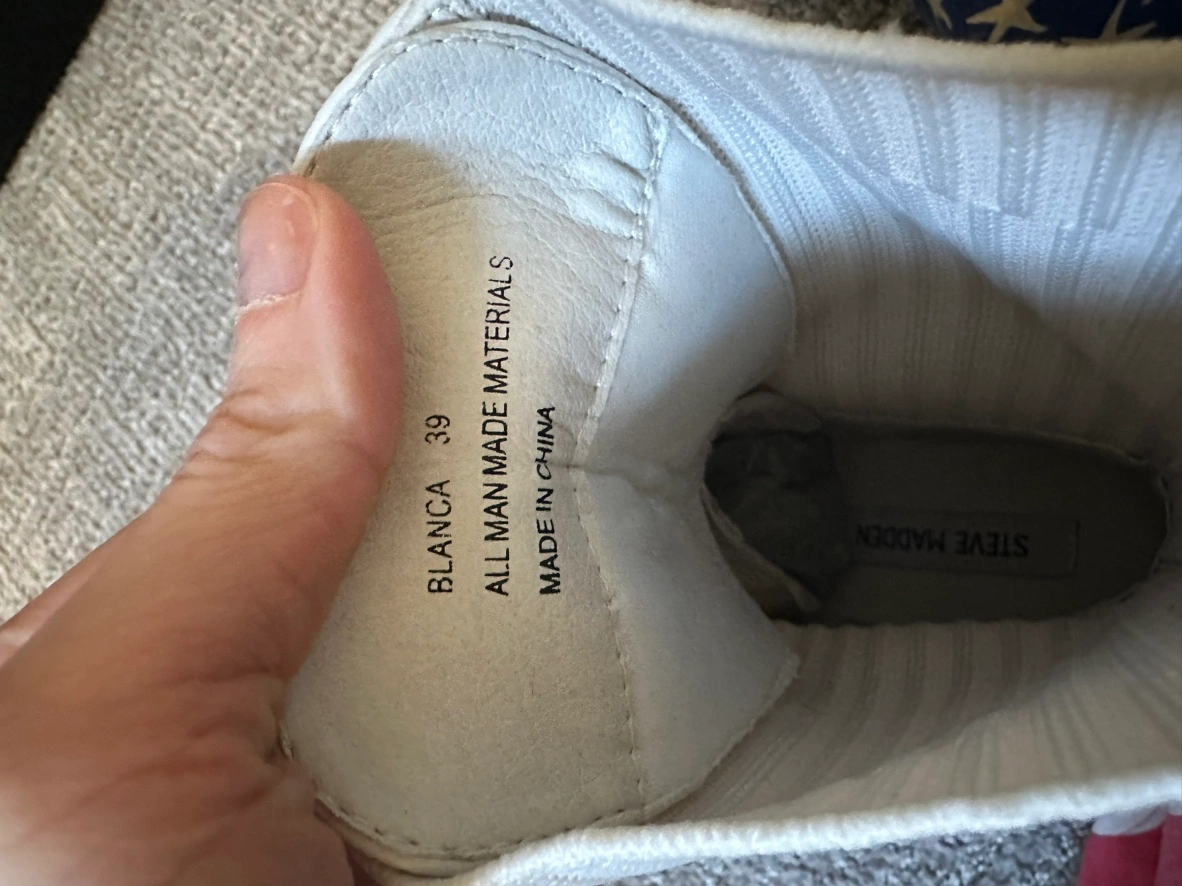 BLANCA 39
ALL MAN MADE MATERIALS
MADE IN CHINA
STEVE MADDEN